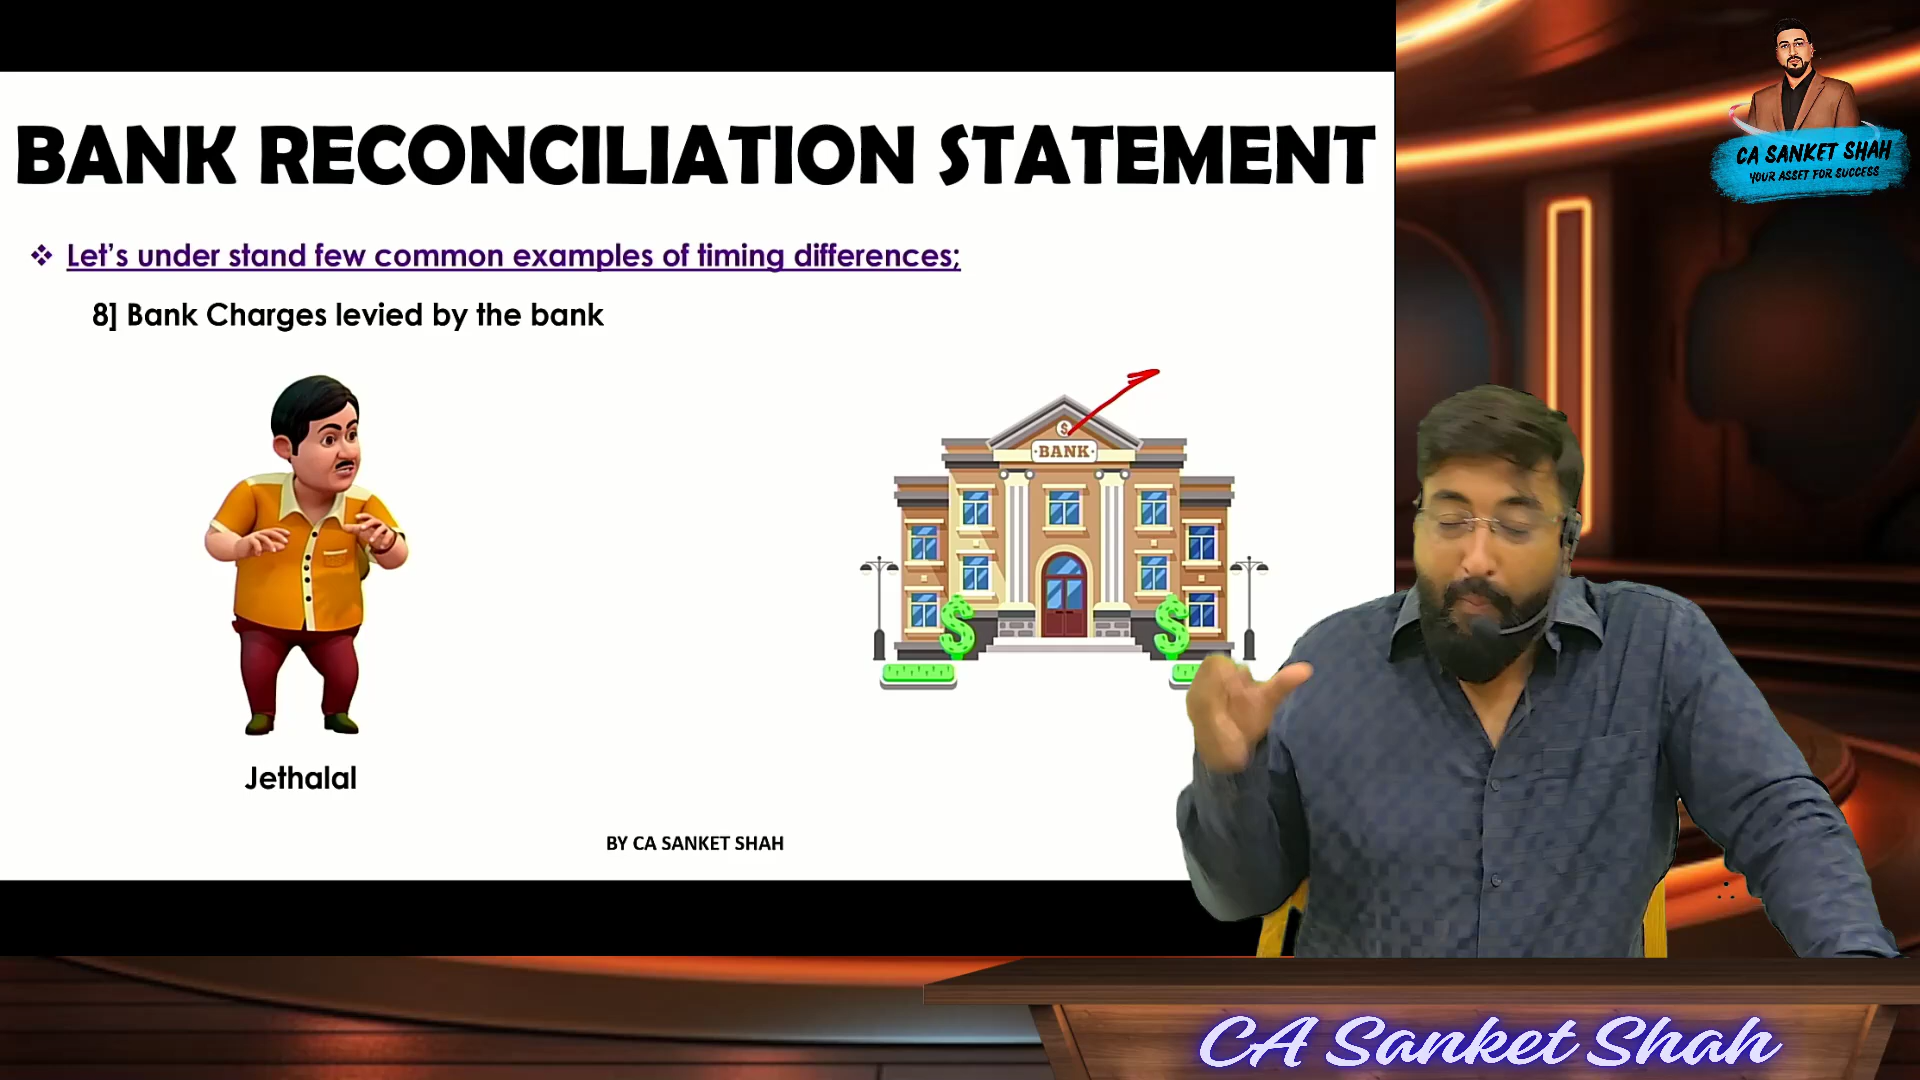 BANK RECONCILIATION STATEMENT
CA SANKET SHAH
YOUR ASSET FOR SUCCESS
❖ Let's under stand few common examples of timing differences;
8] Bank Charges levied by the bank
$
BANK
$ $
Jethalal
BY CA SANKET SHAH
CA Sanket Shah